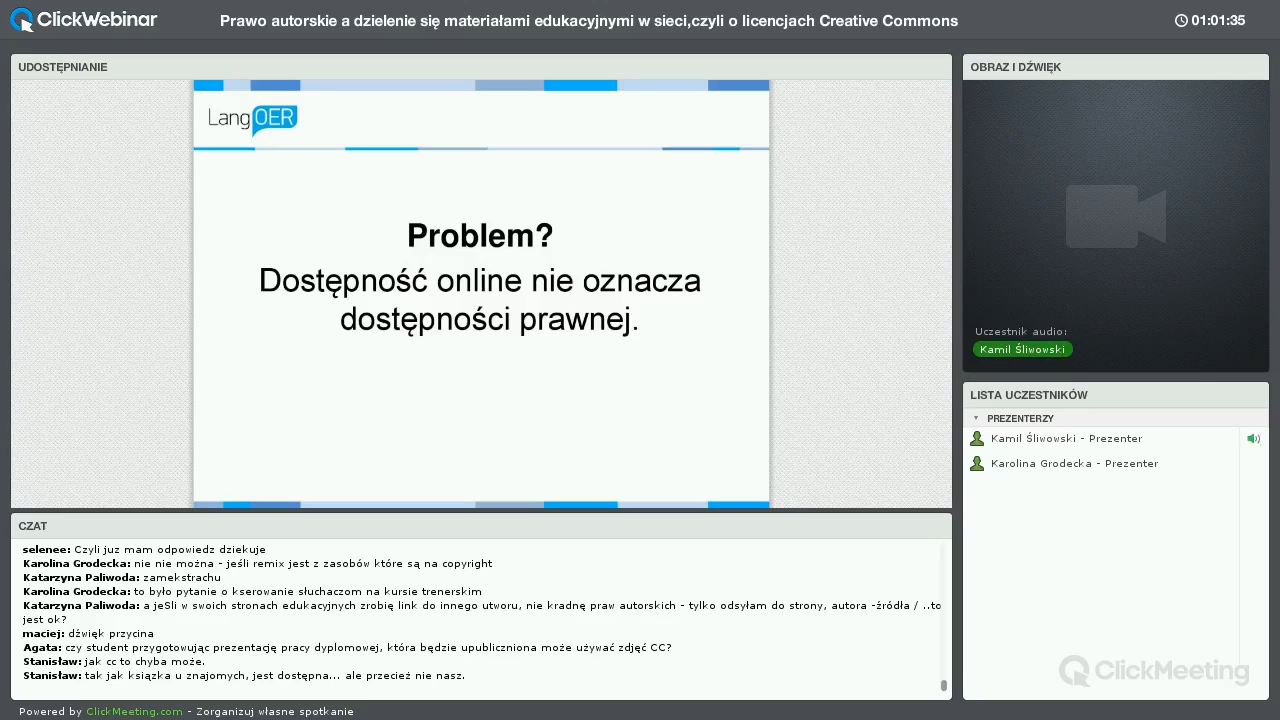 ClickWebinar
Prawo autorskie a dzielenie się materiałami edukacyjnymi w sieci,czyli o licencjach Creative Commons
01:01:35
UDOSTĘPNIANIE
LangOER
Problem?
Dostępność online nie oznacza
dostępności prawnej.
OBRAZ I DŹWIĘK
Uczestnik audio:
Kamil Śliwowski
LISTA UCZESTNIKÓW
PREZENTERZY
Kamil Śliwowski - Prezenter
Karolina Grodecka - Prezenter
CZAT
selenee: Czyli juz mam odpowiedz dziekuje
Karolina Grodecka: nie nie można - jeśli remix jest z zasobów które są na copyright
Katarzyna Paliwoda: zamekstrachu
Karolina Grodecka: to było pytanie o kserowanie słuchaczom na kursie trenerskim
Katarzyna Paliwoda: a jeSli w swoich stronach edukacyjnych zrobię link do innego utworu, nie kradnę praw autorskich - tylko odsyłam do strony, autora -źródła / ..to
jest ok?
maciej: dźwięk przycina
Agata: czy student przygotowując prezentację pracy dyplomowej, która będzie upubliczniona może używać zdjęć CC?
Stanisław: jak cc to chyba może.
Stanisław: tak jak ksiązka u znajomych, jest dostępna... ale przecież nie nasz.
ClickMeeting
Powered by ClickMeeting.com - Zorganizuj własne spotkanie